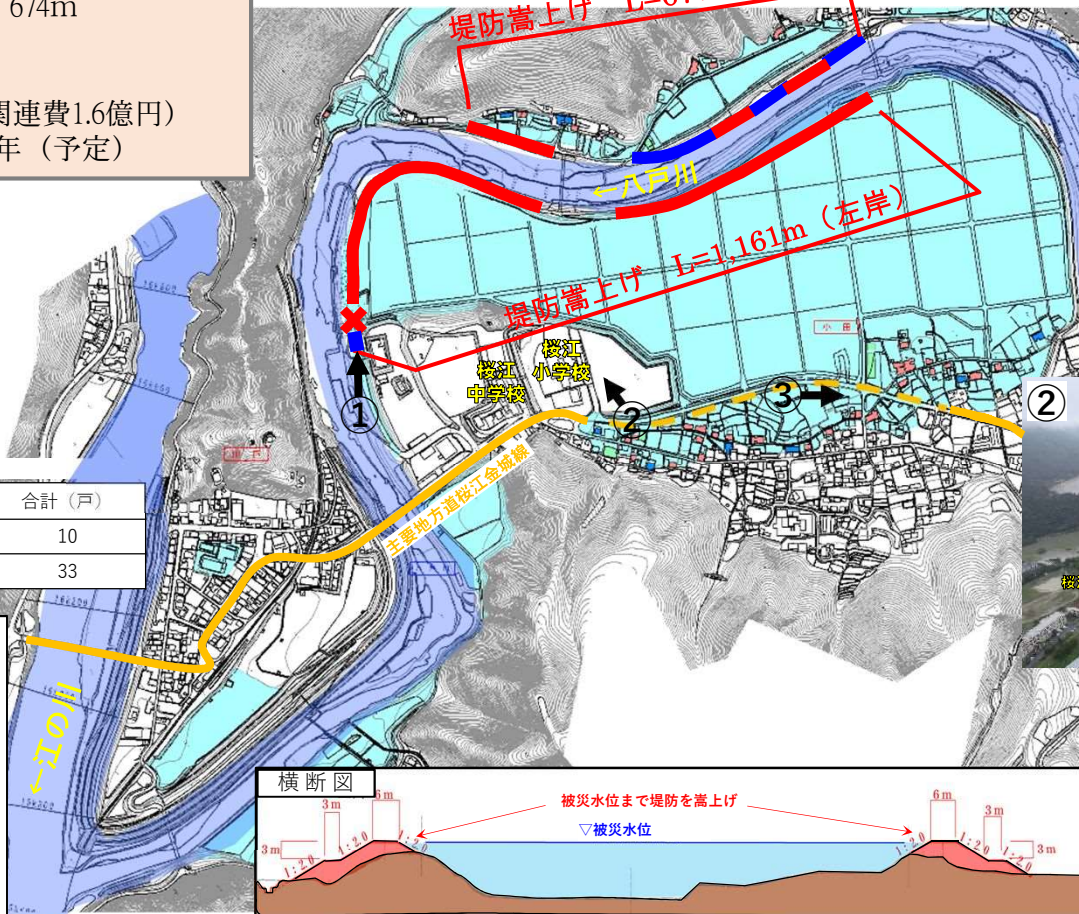 674m
関連費1.6億円）
年（予定）
堤防嵩上げ
←八戸川
堤防嵩上げ L=1,161m（左岸）
小田
桜江
小学校
桜江
中学校
①
②
③
②
主要地方道桜江金城線
合計（戸）
10
33
←江の川
横断図
被災水位まで堤防を嵩上げ
▽被災水位
3m
6m
3m
1:2.0
1:2.0
1:2.0
6m
3m
3m
1:2.0
1:2.0
1:2.0